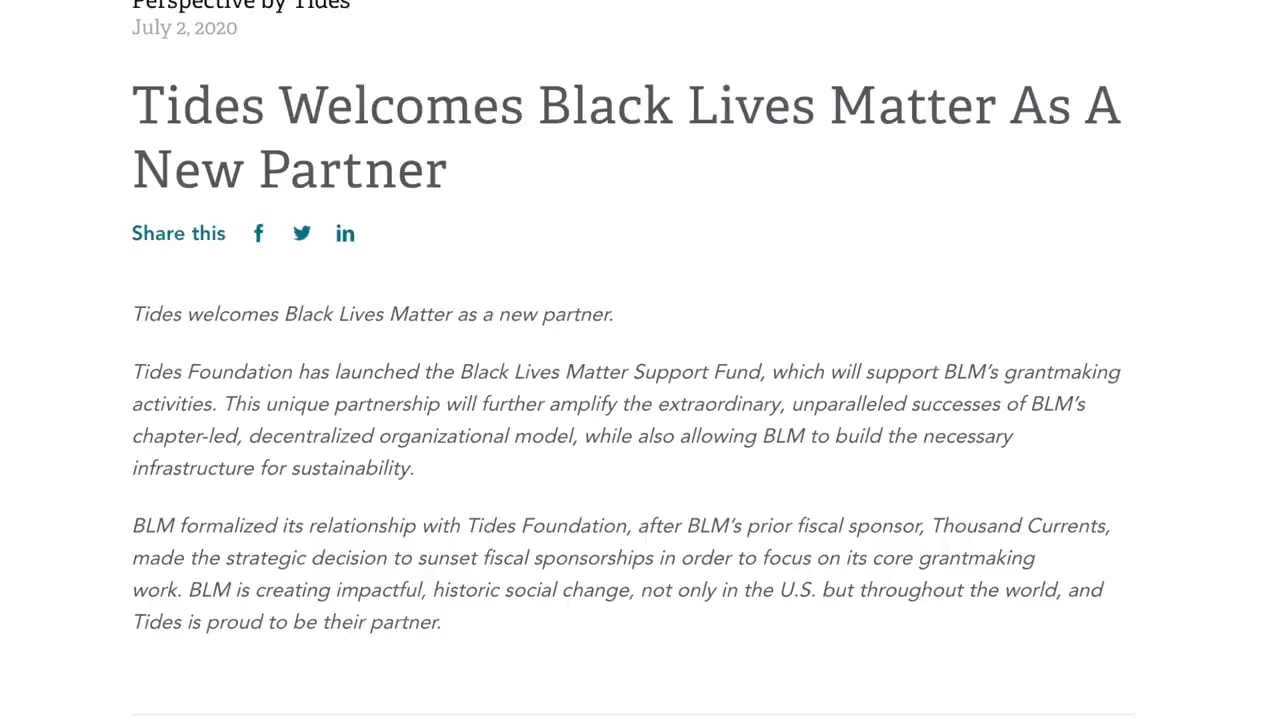 Perspective by Tides
July 2, 2020
Tides Welcomes Black Lives Matter As A
New Partner
Share this
Tides welcomes Black Lives Matter as a new partner.
Tides Foundation has launched the Black Lives Matter Support Fund, which will support BLM's grantmaking
activities. This unique partnership will further amplify the extraordinary, unparalleled successes of BLM's
chapter-led, decentralized organizational model, while also allowing BLM to build the necessary
infrastructure for sustainability.
BLM formalized its relationship with Tides Foundation, after BLM's prior fiscal sponsor, Thousand Currents,
made the strategic decision to sunset fiscal sponsorships in order to focus on its core grantmaking
work. BLM is creating impactful, historic social change, not only in the U.S. but throughout the world, and
Tides is proud to be their partner.